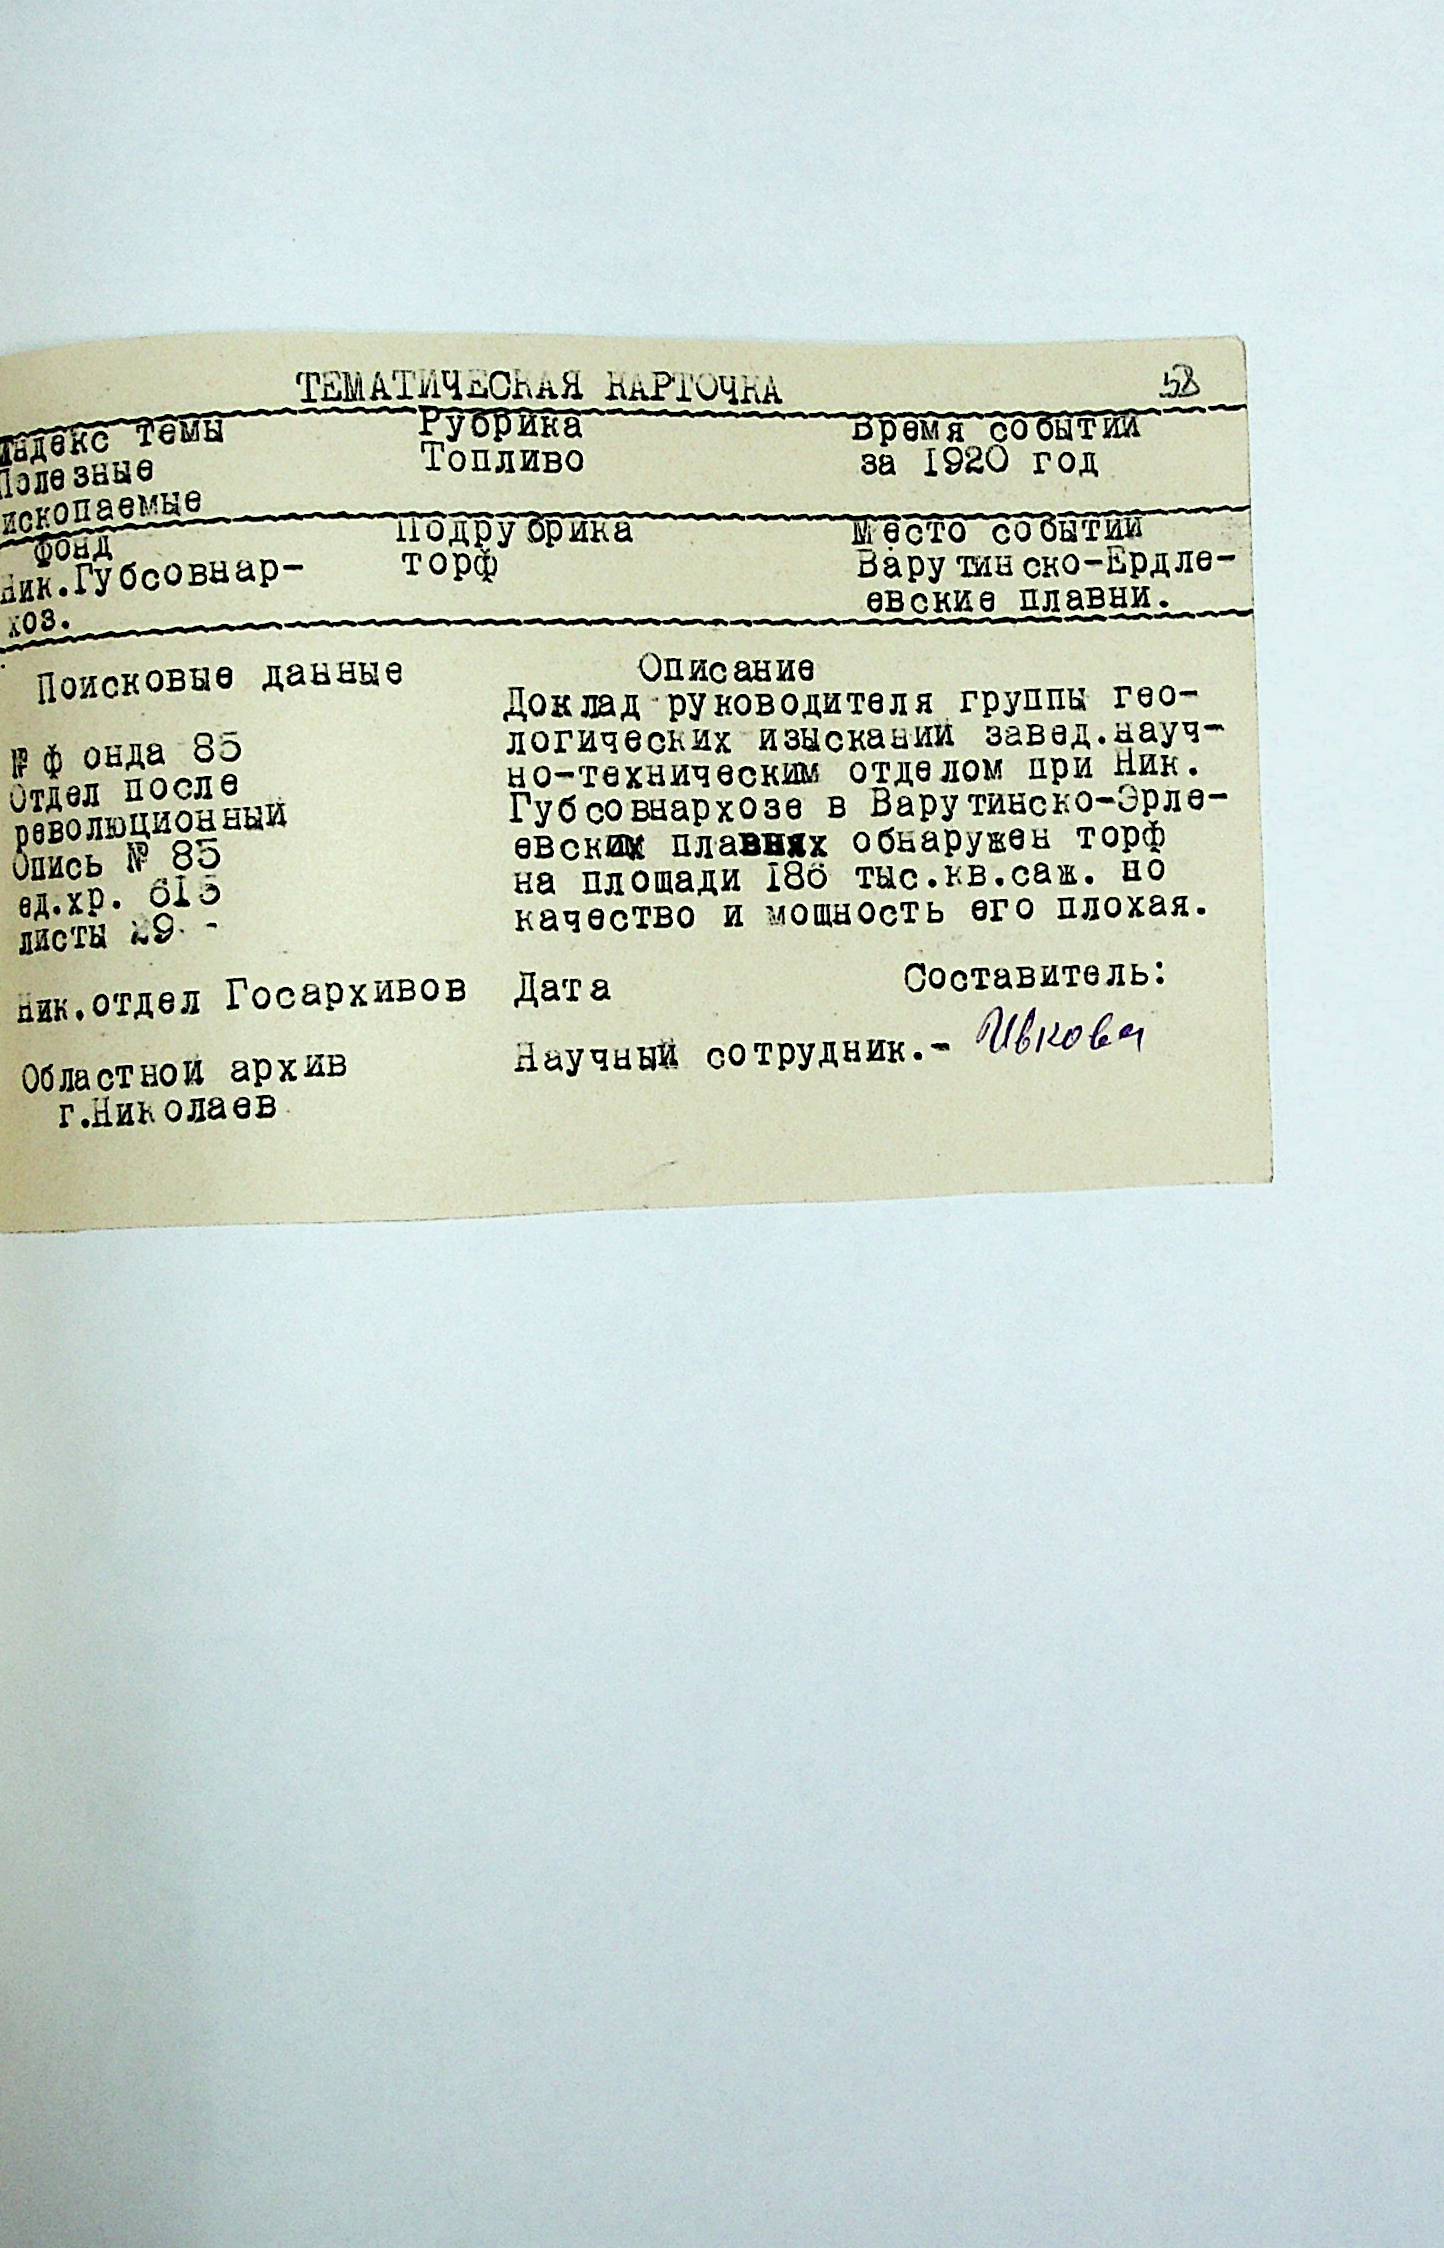 58
ТЕМАТИЧЕСКАЯ КАРТОЧКА
Индекс темы
Полезные
ископаемые
Рубрика
Топливо
Время событий
за 1920 год
Фонд
Ник.Губсовнар-
хоз.
Подрубрика
торф
Место событий
Варутинско-Ердле-
евские плавни.
Поисковые данные
№ фонда 85
Отдел после
революционный
Опись № 85
ед.хр. 615
листы 29 -
Описание
Доклад руководителя группы гео-
логических изысканий завед.науч-
но-техническим отделом при Ник.
Губсовнархозе в Варутинско-Эрле-
евских плавнях обнаружен торф
на площади 186 тыс.кв.саж. но
качество и мощность его плохая.
Ник.отдел Госархивов
Дата
Составитель:
Областной архив
г.Николаев
Научный сотрудник.- Ивкова